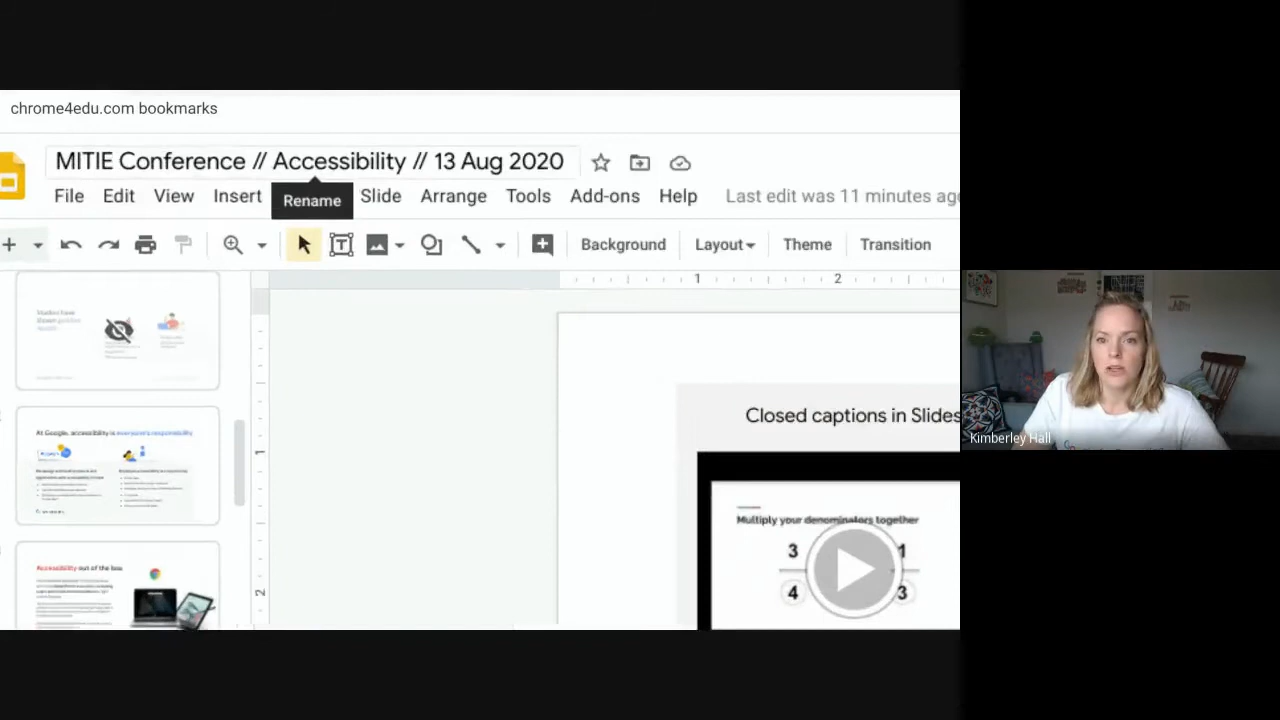 chrome4edu.com bookmarks
MITIE Conference // Accessibility // 13 Aug 2020
File Edit View Insert Slide Arrange Tools Add-ons Help Last edit was 11 minutes ago
Rename
Background Layout Theme Transition
1 2
1
2
At Google, accessibility is everyone's responsibility
Accessibility out of the box
Closed captions in Slides
Multiply your denominators together
3 1
4 3
Kimberley Hall